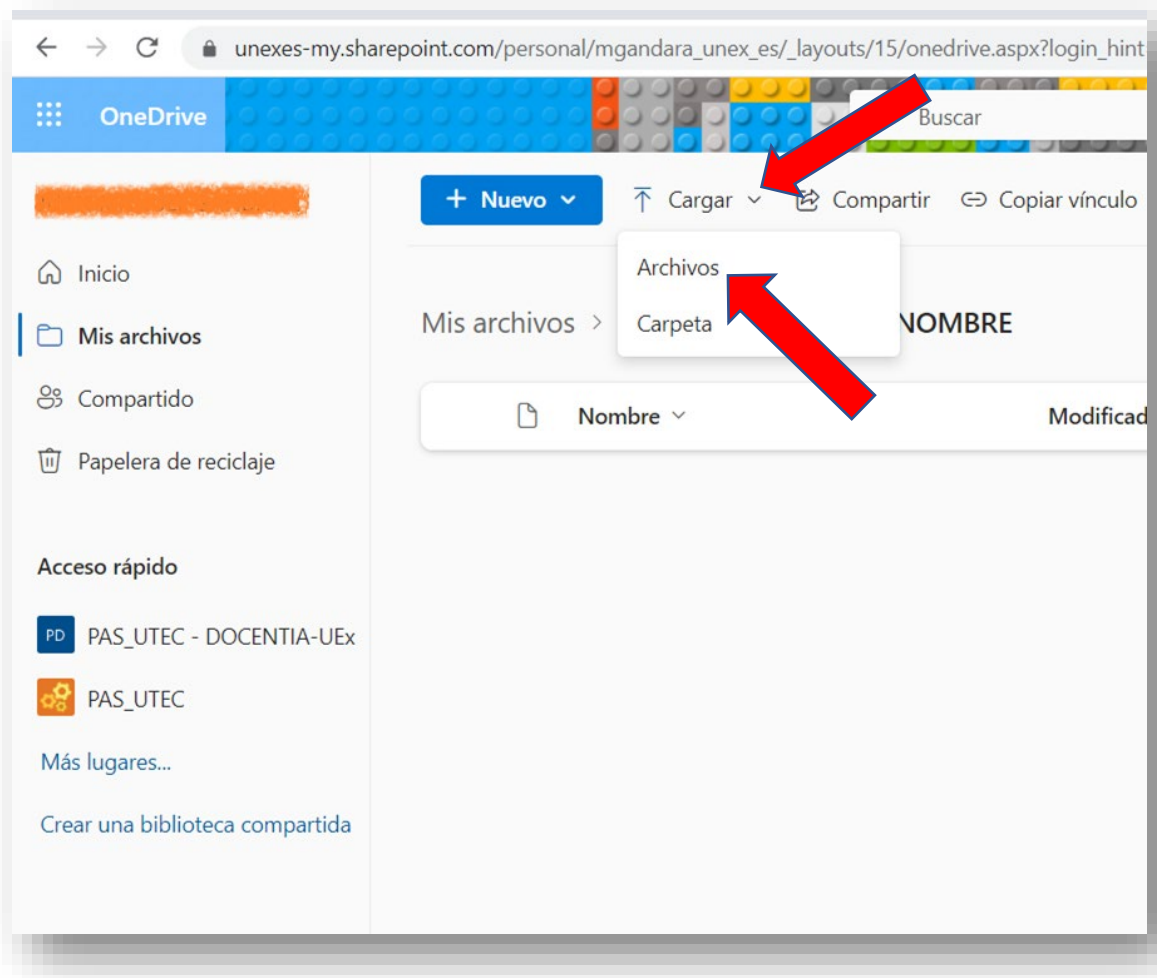 unexes-my.sharepoint.com/personal/mgandara_unex_es/_layouts/15/onedrive.aspx?login_hint
OneDrive
Buscar
+ Nuevo
Cargar
Compartir
Copiar vínculo
Archivos
Carpeta
Inicio
Mis archivos
Compartido
Papelera de reciclaje
Acceso rápido
PD PAS_UTEC - DOCENTIA-UEx
PAS_UTEC
Más lugares...
Crear una biblioteca compartida
Mis archivos > NOMBRE
Nombre
Modificad